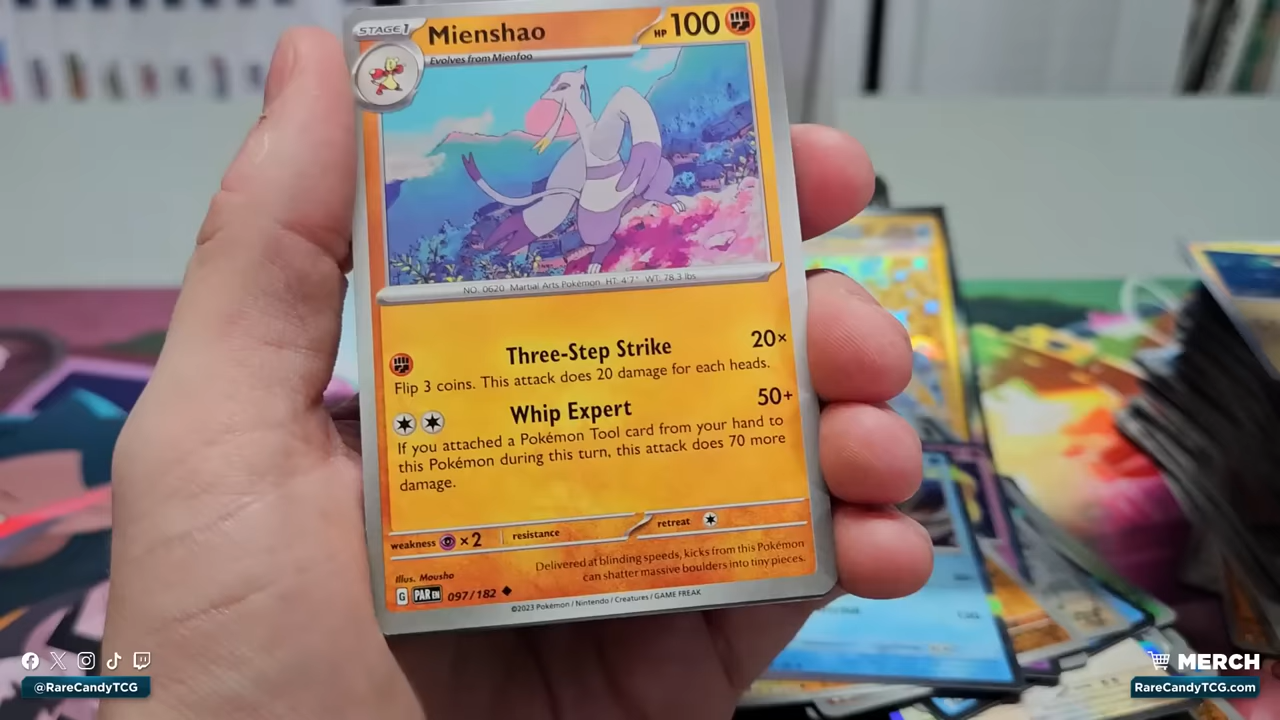 STAGE 1 Mienshao HP 100
Evolves from Mienfoo
NO. 0620 Martial Arts Pokémon HT: 4'7" WT: 78.3 lbs
Three-Step Strike 20×
Flip 3 coins. This attack does 20 damage for each heads.
Whip Expert 50+
If you attached a Pokémon Tool card from your hand to
this Pokémon during this turn, this attack does 70 more
damage.
weakness ×2 resistance retreat
Delivered at blinding speeds, kicks from this Pokémon
can shatter massive boulders into tiny pieces.
Illus. Mousho
G PAR EN 097/182
©2023 Pokémon / Nintendo / Creatures / GAME FREAK
@RareCandyTCG
MERCH
RareCandyTCG.com